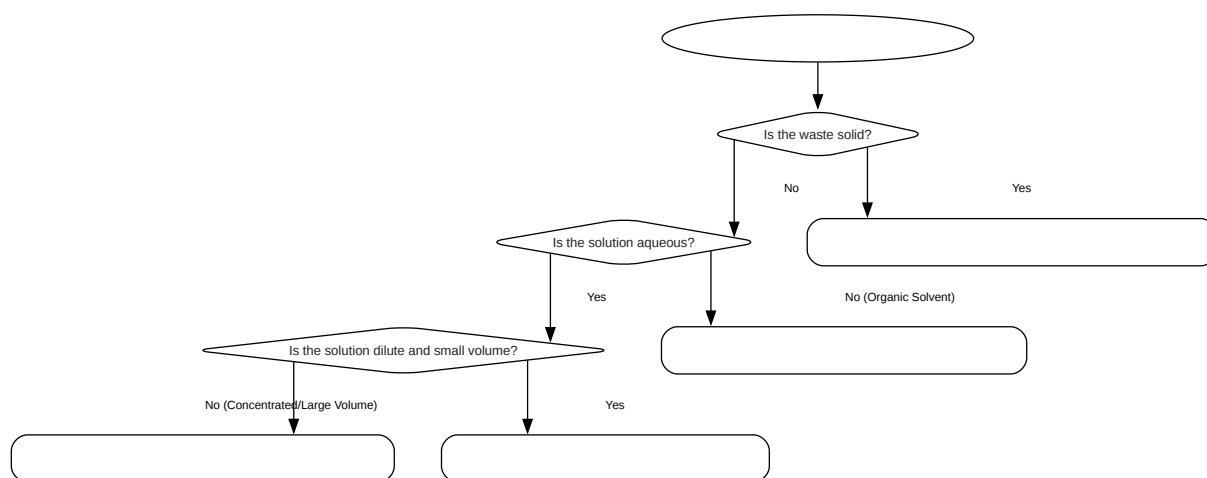 Is the waste solid?
No
Yes
Is the solution aqueous?
Yes
No (Organic Solvent)
Is the solution dilute and small volume?
No (Concentrated/Large Volume)
Yes